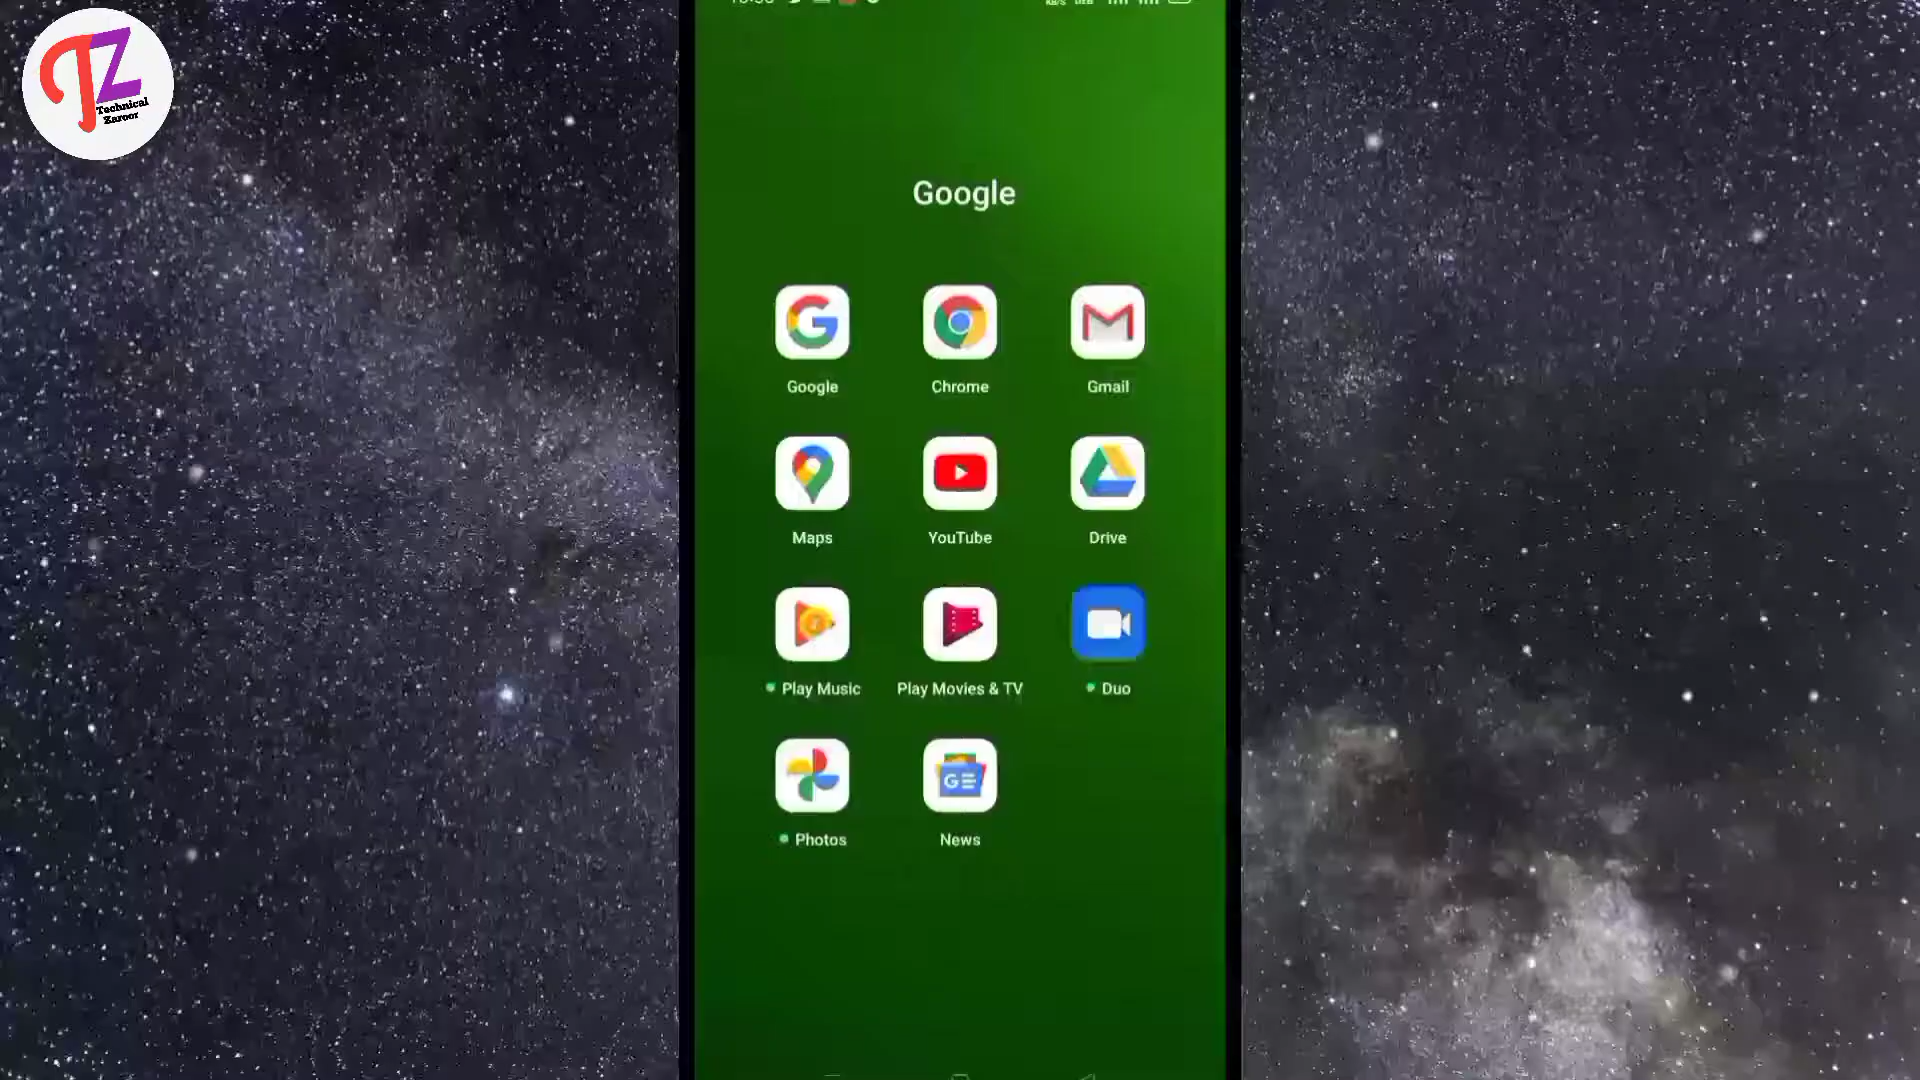 Technical
Zaroor
Google
Google
Chrome
Gmail
Maps
YouTube
Drive
Play Music
Play Movies & TV
Duo
Photos
News